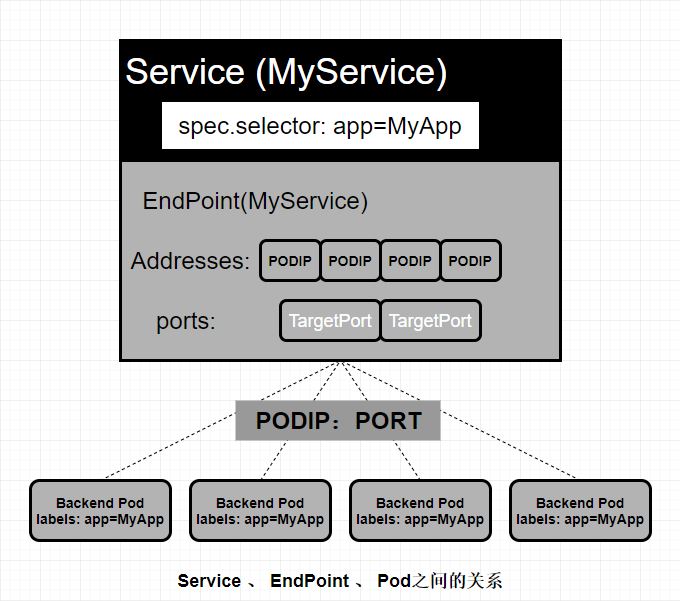 Service (MyService)
spec.selector: app=MyApp
EndPoint(MyService)
Addresses: PODIP PODIP PODIP PODIP
ports: TargetPort TargetPort
PODIP：PORT
Backend Pod
labels: app=MyApp
Backend Pod
labels: app=MyApp
Backend Pod
labels: app=MyApp
Backend Pod
labels: app=MyApp
Service 、 EndPoint 、 Pod之间的关系